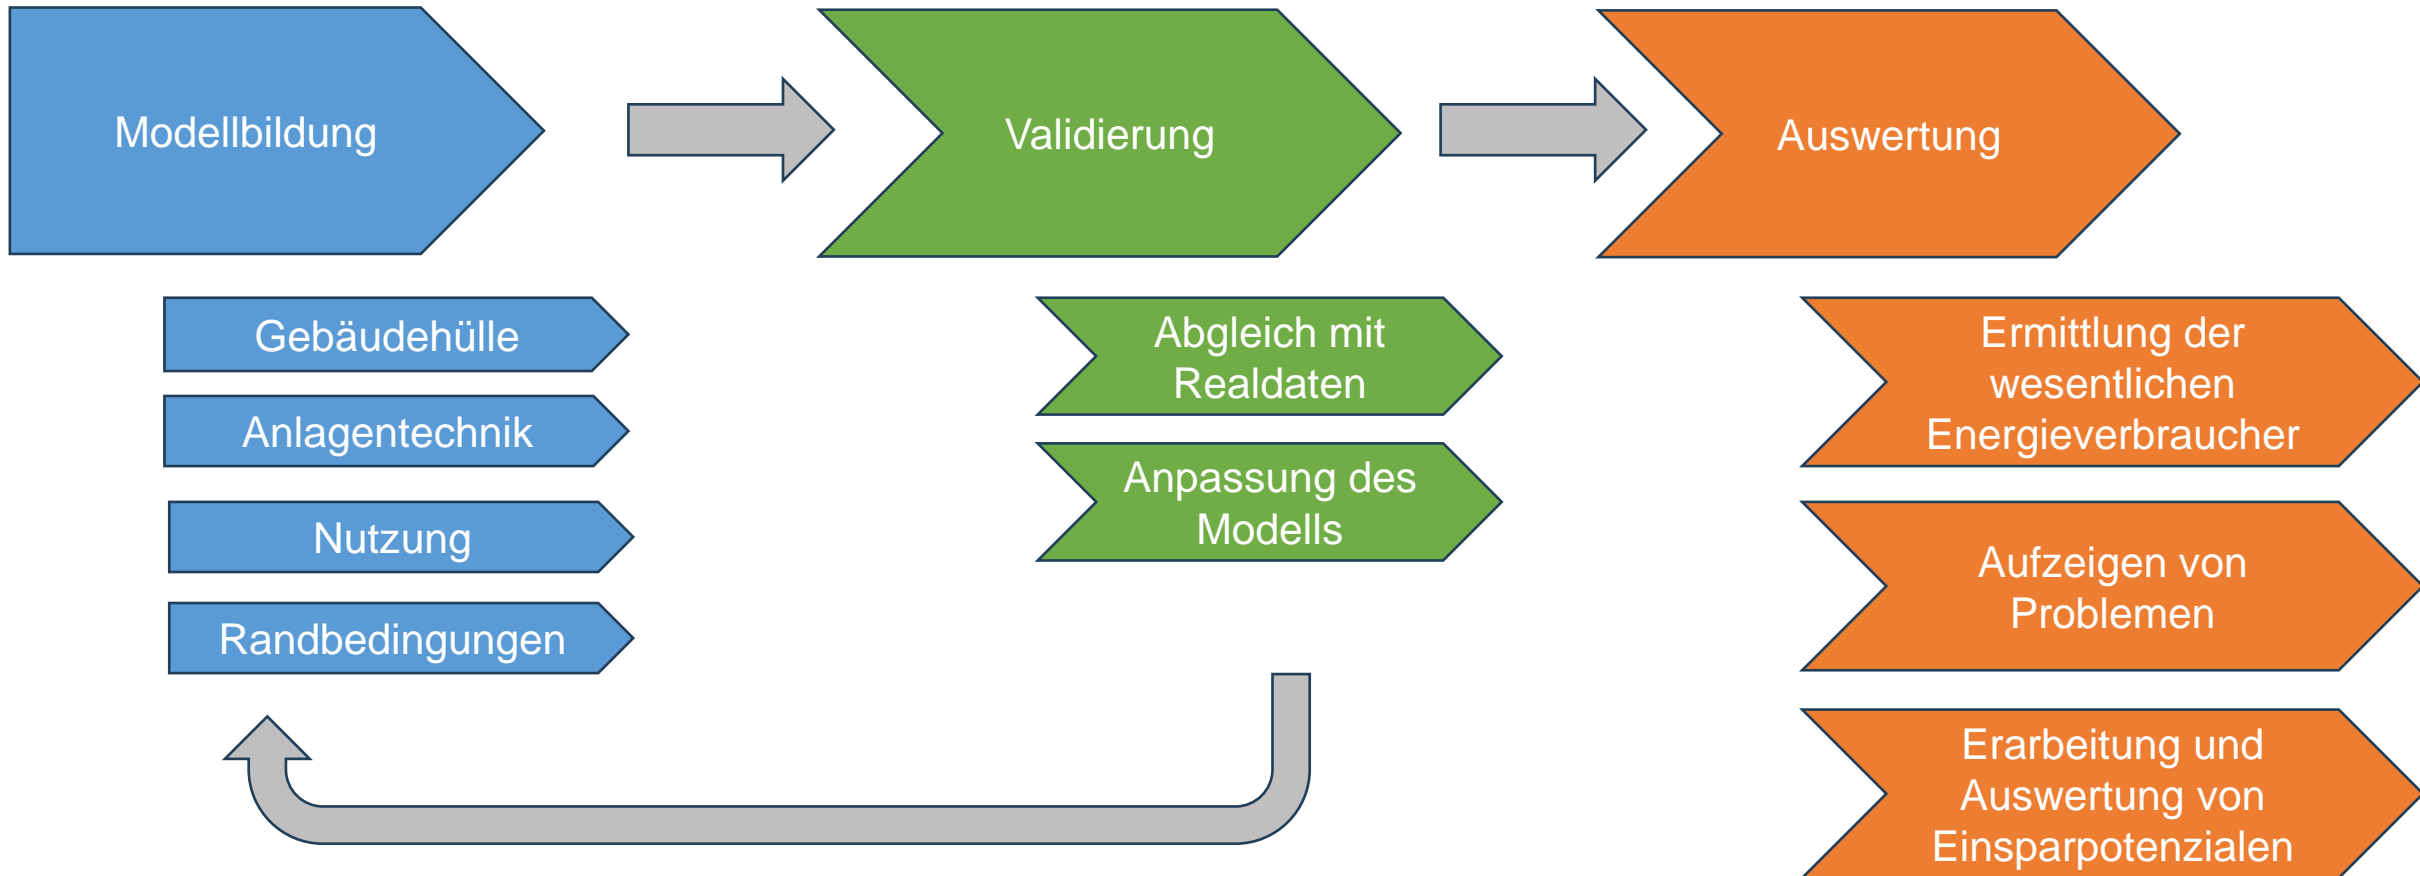 Modellbildung
Validierung
Auswertung
Gebäudehülle
Anlagentechnik
Nutzung
Randbedingungen
Abgleich mit
Realdaten
Anpassung des
Modells
Ermittlung der
wesentlichen
Energieverbraucher
Aufzeigen von
Problemen
Erarbeitung und
Auswertung von
Einsparpotenzialen